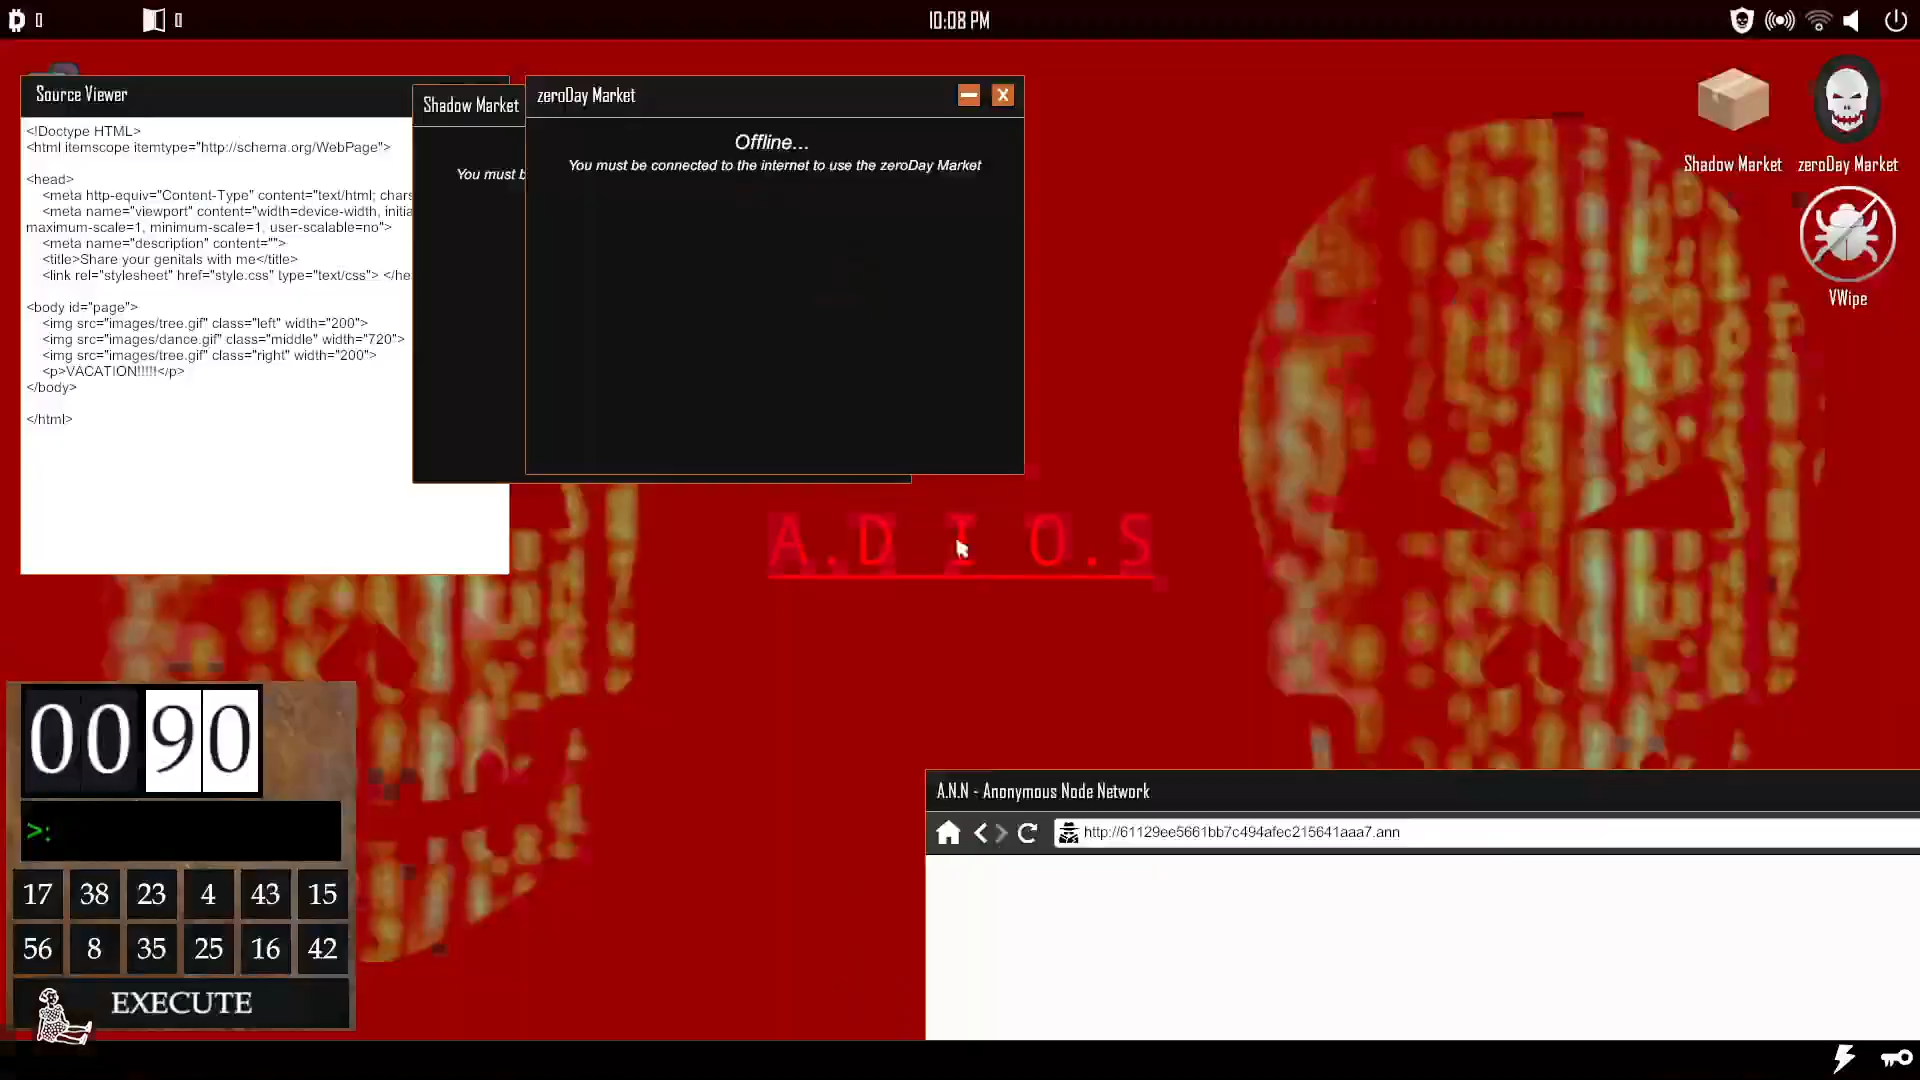 0
0
10:08 PM
Source Viewer
<!Doctype HTML>
<html itemscope itemtype="http://schema.org/WebPage">
<head>
<meta http-equiv="Content-Type" content="text/html; chars
<meta name="viewport" content="width=device-width, initia
maximum-scale=1, minimum-scale=1, user-scalable=no">
<meta name="description" content="">
<title>Share your genitals with me</title>
<link rel="stylesheet" href="style.css" type="text/css"> </hea
<body id="page">
<img src="images/tree.gif" class="left" width="200">
<img src="images/dance.gif" class="middle" width="720">
<img src="images/tree.gif" class="right" width="200">
<p>VACATION!!!!!</p>
</body>
</html>
Shadow Market
You must b
zeroDay Market
Offline...
You must be connected to the internet to use the zeroDay Market
Shadow Market
zeroDay Market
VWipe
A.D I O.S
0090
>:
17 38 23 4 43 15
56 8 35 25 16 42
EXECUTE
A.N.N - Anonymous Node Network
http://61129ee5661bb7c494afec215641aaa7.ann